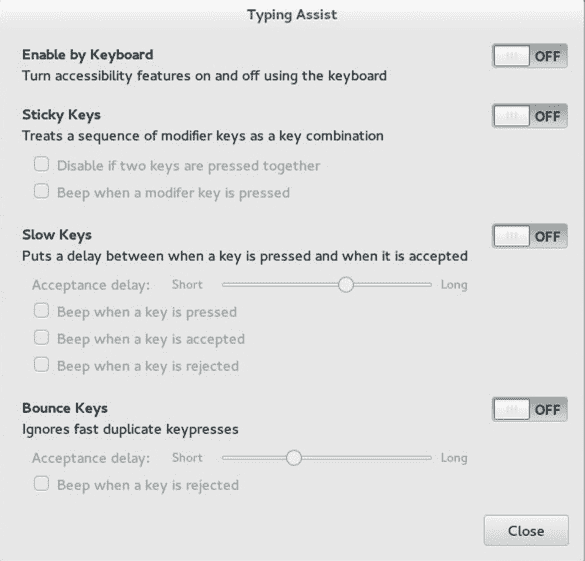 Typing Assist
Enable by Keyboard
OFF
Turn accessibility features on and off using the keyboard
Sticky Keys
OFF
Treats a sequence of modifier keys as a key combination
Disable if two keys are pressed together
Beep when a modifer key is pressed
Slow Keys
OFF
Puts a delay between when a key is pressed and when it is accepted
Acceptance delay: Short Long
Beep when a key is pressed
Beep when a key is accepted
Beep when a key is rejected
Bounce Keys
OFF
Ignores fast duplicate keypresses
Acceptance delay: Short Long
Beep when a key is rejected
Close